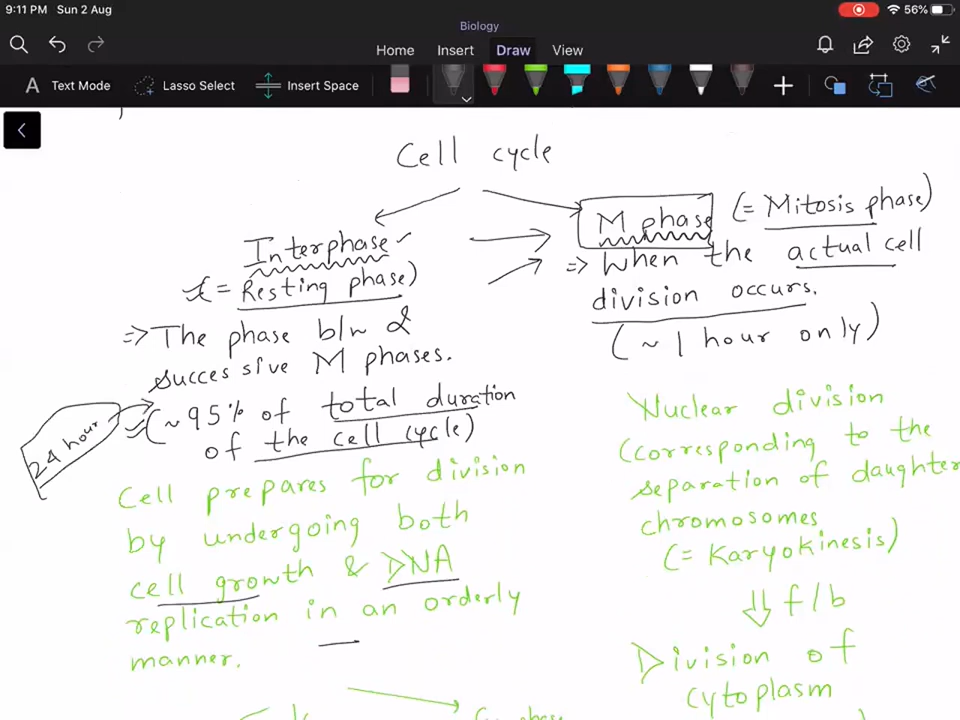 9:11 PM Sun 2 Aug
56%
Biology
Home Insert Draw View
Text Mode Lasso Select Insert Space
Cell cycle
Interphase
(= Resting phase)
=> The phase b/n 2
successive M phases.
(~95% of total duration
of the cell cycle)
24 hour
Cell prepares for division
by undergoing both
cell growth & DNA
replication in an orderly
manner.
M phase (= Mitosis phase)
=> When the actual cell
division occurs.
(~ 1 hour only)
Nuclear division
(corresponding to the
separation of daughter
chromosomes
(= Karyokinesis)
f/b
Division of
cytoplasm
phase